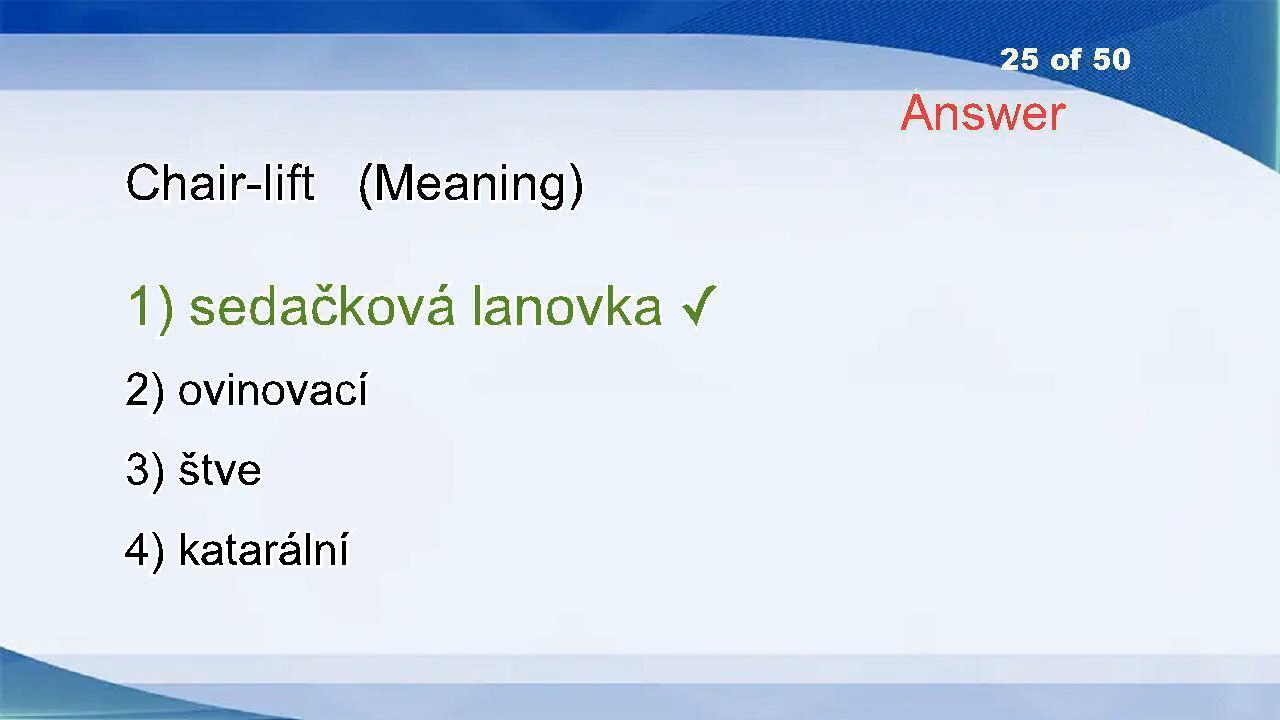 25 of 50
Answer
Chair-lift (Meaning)
1) sedačková lanovka ✓
2) ovinovací
3) štve
4) katarální